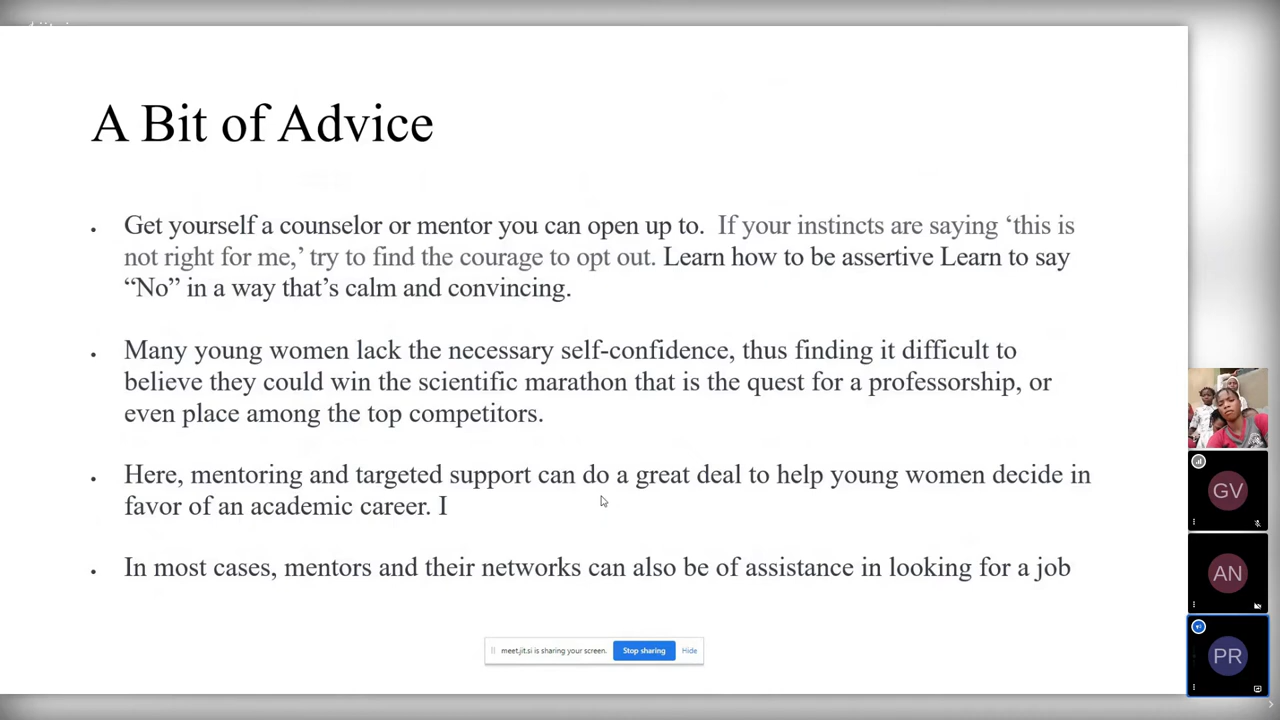 A Bit of Advice
• Get yourself a counselor or mentor you can open up to. If your instincts are saying ‘this is
not right for me,’ try to find the courage to opt out. Learn how to be assertive Learn to say
“No” in a way that’s calm and convincing.
• Many young women lack the necessary self-confidence, thus finding it difficult to
believe they could win the scientific marathon that is the quest for a professorship, or
even place among the top competitors.
• Here, mentoring and targeted support can do a great deal to help young women decide in
favor of an academic career. I
• In most cases, mentors and their networks can also be of assistance in looking for a job
meet.jit.si is sharing your screen. Stop sharing Hide
GV
AN
PR